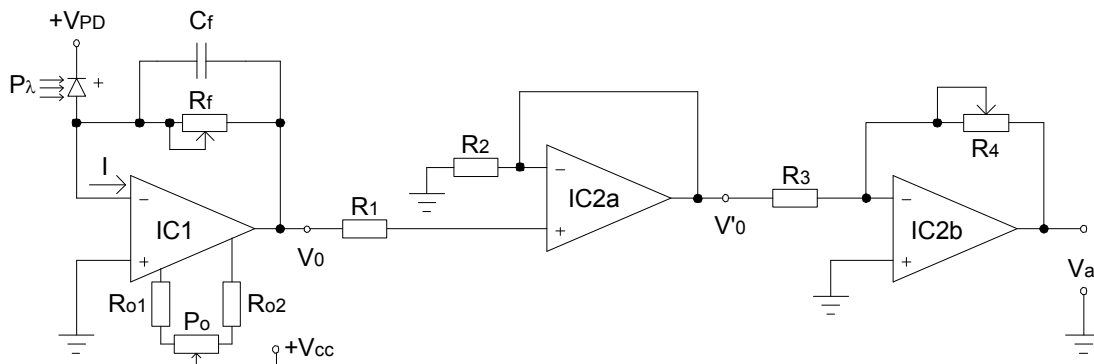 +VPD
Cf
Pλ
+
Rf
I
−
IC1
+
V0
R1
Ro1
Ro2
Po
+Vcc
R2
−
IC2a
+
V'0
R3
R4
−
IC2b
+
Va